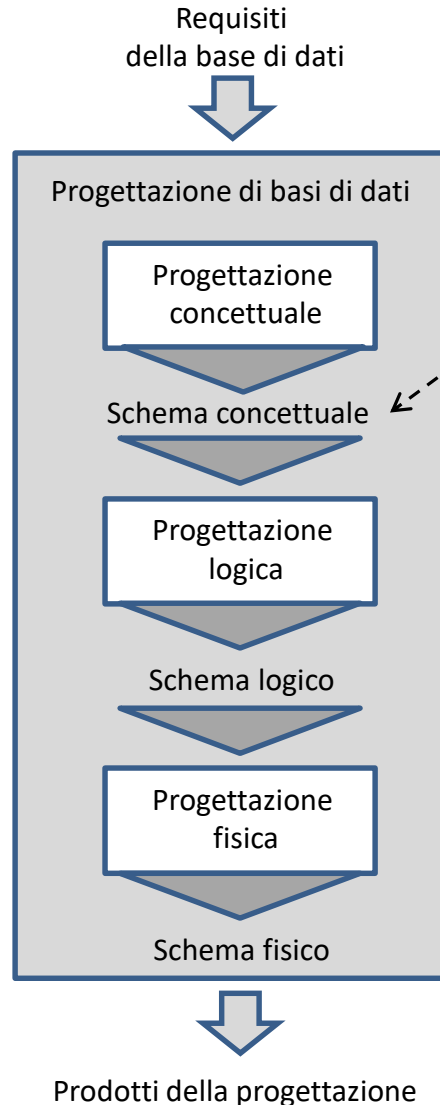 Requisiti
della base di dati
Progettazione di basi di dati
Progettazione
concettuale
Schema concettuale
Progettazione
logica
Schema logico
Progettazione
fisica
Schema fisico
Prodotti della progettazione